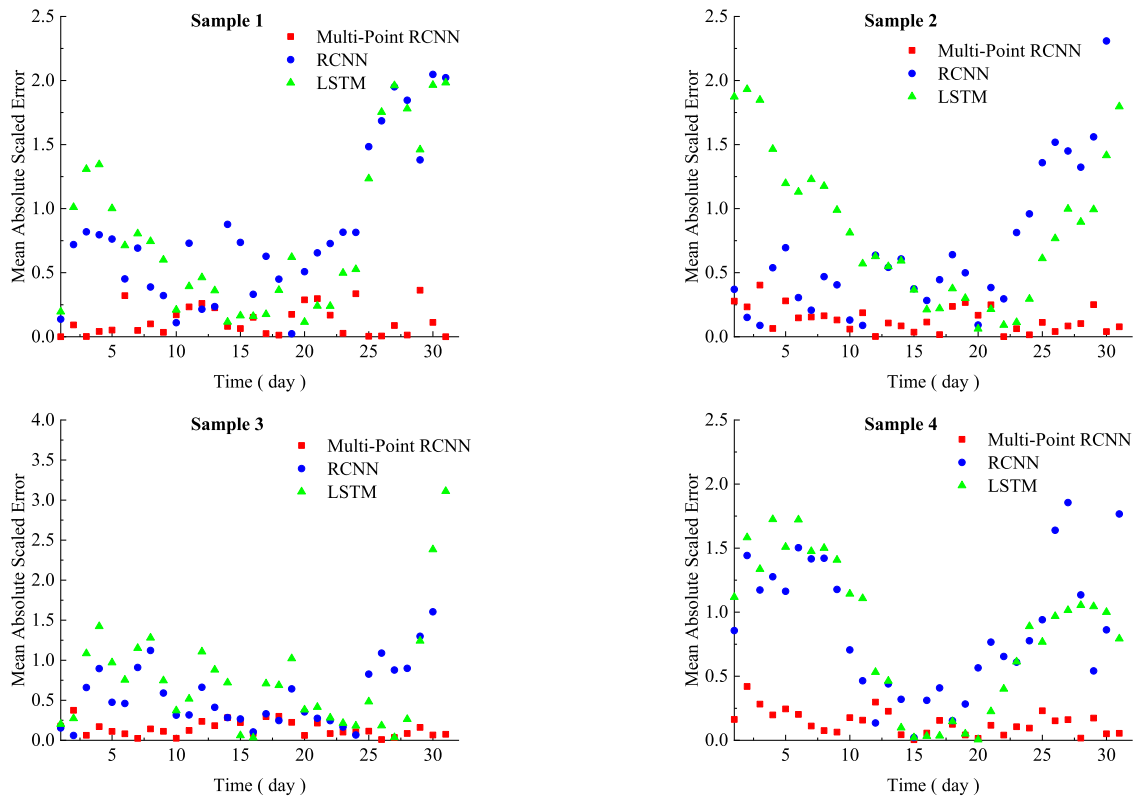 Sample 1
Multi-Point RCNN
RCNN
LSTM
Mean Absolute Scaled Error
2.5
2.0
1.5
1.0
0.5
0.0
5 10 15 20 25 30
Time ( day )
Sample 2
Multi-Point RCNN
RCNN
LSTM
Mean Absolute Scaled Error
2.5
2.0
1.5
1.0
0.5
0.0
5 10 15 20 25 30
Time ( day )
Sample 3
Multi-Point RCNN
RCNN
LSTM
Mean Absolute Scaled Error
4.0
3.5
3.0
2.5
2.0
1.5
1.0
0.5
0.0
5 10 15 20 25 30
Time ( day )
Sample 4
Multi-Point RCNN
RCNN
LSTM
Mean Absolute Scaled Error
2.5
2.0
1.5
1.0
0.5
0.0
5 10 15 20 25 30
Time ( day )